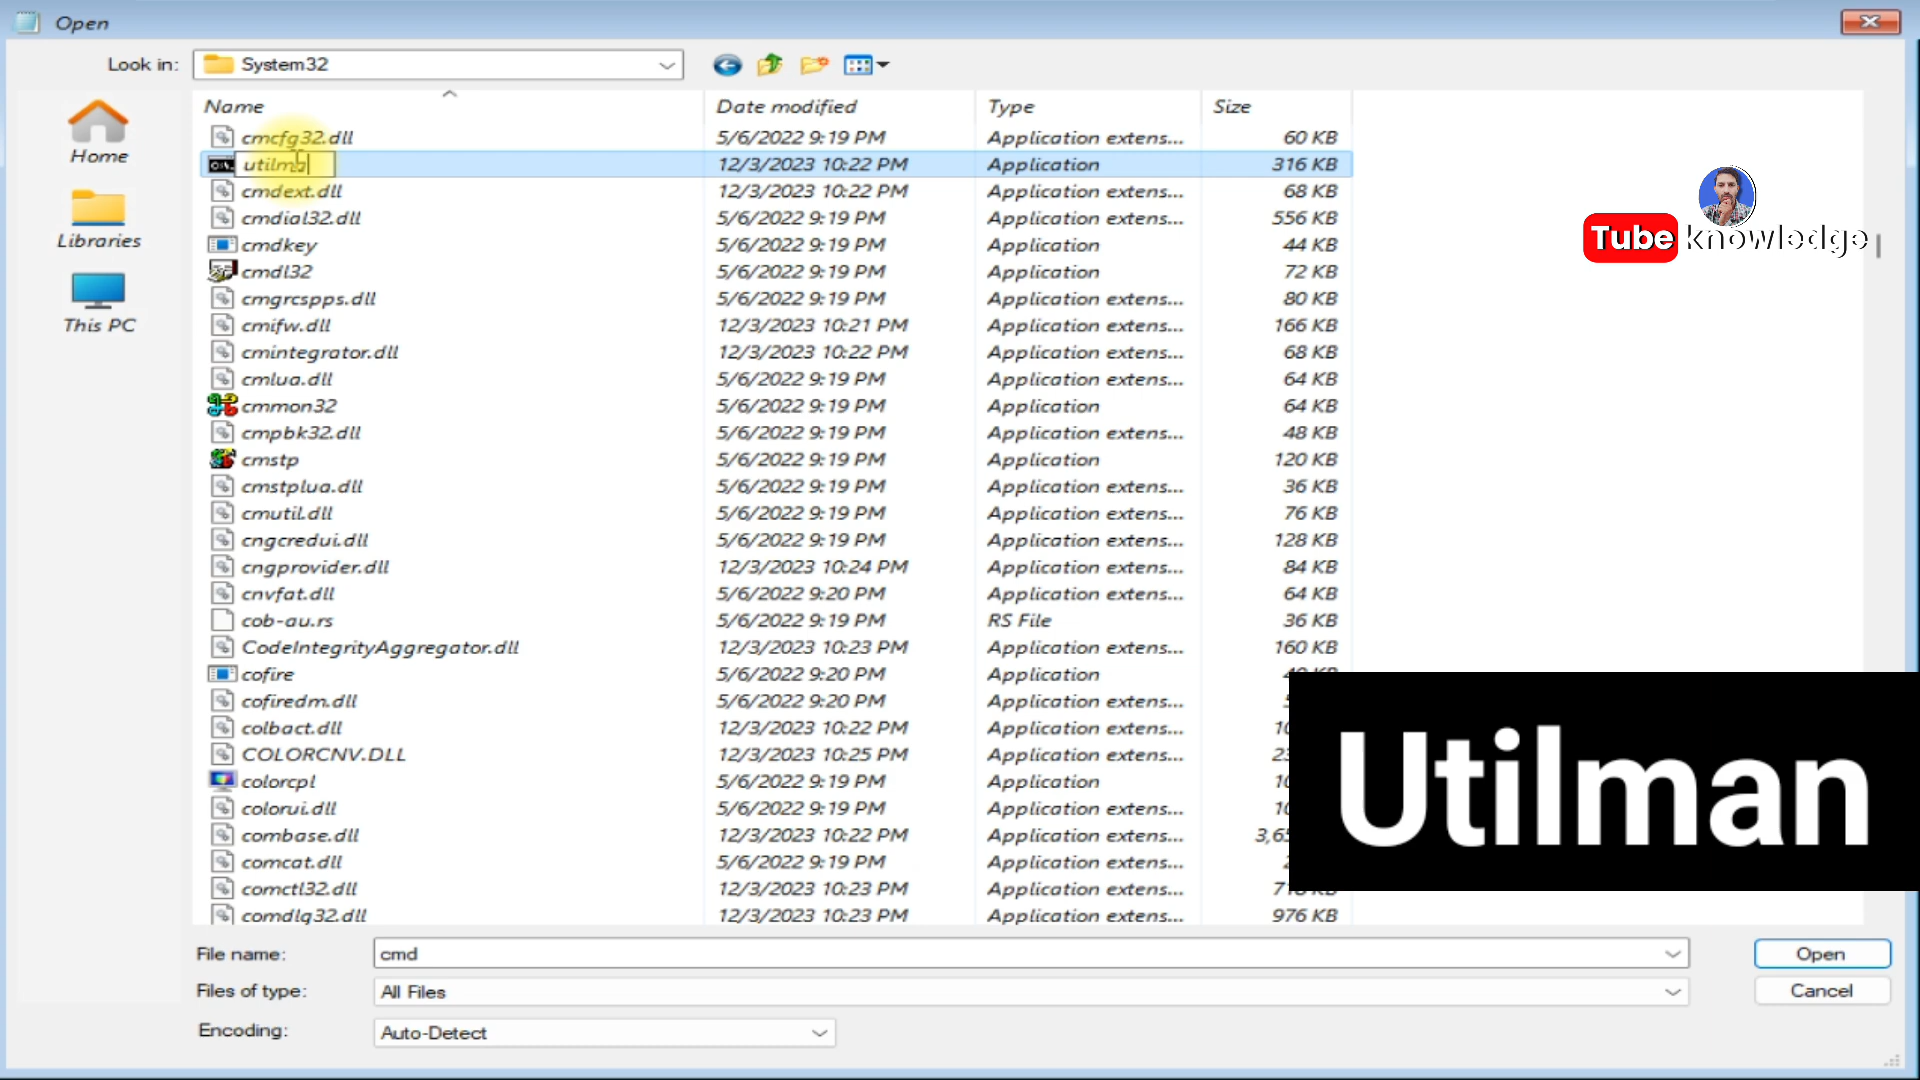 Open
Look in: System32
Name Date modified Type Size
cmcfg32.dll 5/6/2022 9:19 PM Application extens... 60 KB
utilma 12/3/2023 10:22 PM Application 316 KB
cmdext.dll 12/3/2023 10:22 PM Application extens... 68 KB
cmdial32.dll 5/6/2022 9:19 PM Application extens... 556 KB
cmdkey 5/6/2022 9:19 PM Application 44 KB
cmdl32 5/6/2022 9:19 PM Application 72 KB
cmgrcspps.dll 5/6/2022 9:19 PM Application extens... 80 KB
cmifw.dll 12/3/2023 10:21 PM Application extens... 166 KB
cmintegrator.dll 12/3/2023 10:22 PM Application extens... 68 KB
cmlua.dll 5/6/2022 9:19 PM Application extens... 64 KB
cmmon32 5/6/2022 9:19 PM Application 64 KB
cmpbk32.dll 5/6/2022 9:19 PM Application extens... 48 KB
cmstp 5/6/2022 9:19 PM Application 120 KB
cmstplua.dll 5/6/2022 9:19 PM Application extens... 36 KB
cmutil.dll 5/6/2022 9:19 PM Application extens... 76 KB
cngcredui.dll 5/6/2022 9:19 PM Application extens... 128 KB
cngprovider.dll 12/3/2023 10:24 PM Application extens... 84 KB
cnvfat.dll 5/6/2022 9:20 PM Application extens... 64 KB
cob-au.rs 5/6/2022 9:19 PM RS File 36 KB
CodeIntegrityAggregator.dll 12/3/2023 10:23 PM Application extens... 160 KB
cofire 5/6/2022 9:20 PM Application
cofiredm.dll 5/6/2022 9:20 PM Application extens...
colbact.dll 12/3/2023 10:22 PM Application extens...
COLORCNV.DLL 12/3/2023 10:25 PM Application extens...
colorcpl 5/6/2022 9:19 PM Application
colorui.dll 5/6/2022 9:19 PM Application extens...
combase.dll 12/3/2023 10:22 PM Application extens...
comcat.dll 5/6/2022 9:19 PM Application extens...
comctl32.dll 12/3/2023 10:23 PM Application extens...
comdlg32.dll 12/3/2023 10:23 PM Application extens... 976 KB
Home
Libraries
This PC
Tube knowledge
Utilman
File name: cmd Open
Files of type: All Files Cancel
Encoding: Auto-Detect